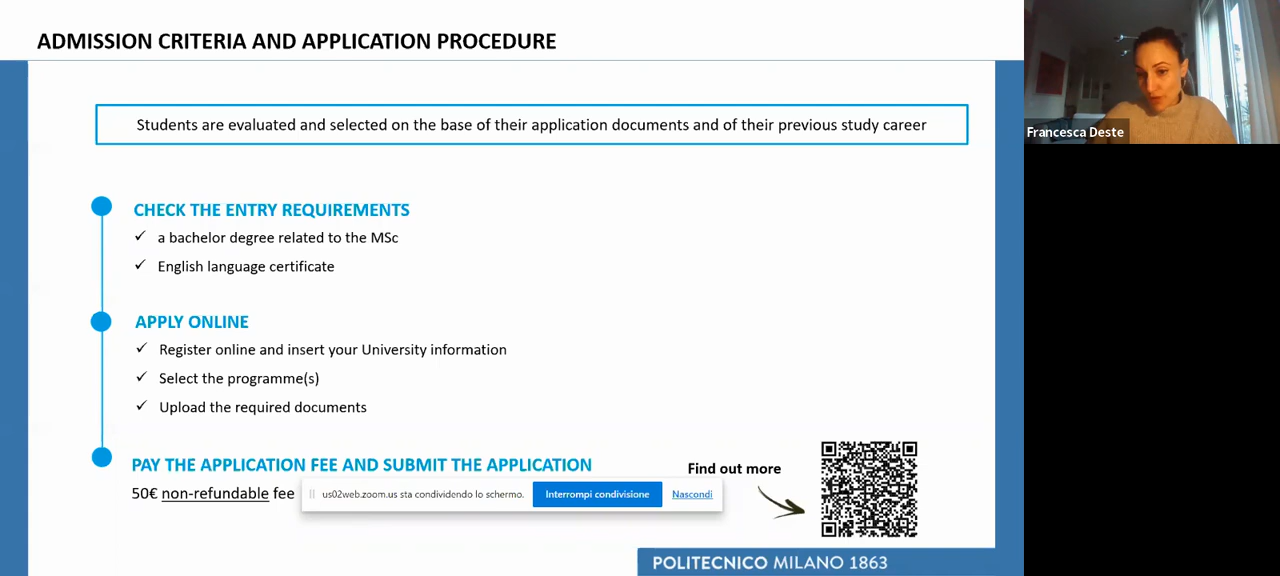 ADMISSION CRITERIA AND APPLICATION PROCEDURE
Students are evaluated and selected on the base of their application documents and of their previous study career
CHECK THE ENTRY REQUIREMENTS
✓ a bachelor degree related to the MSc
✓ English language certificate
APPLY ONLINE
✓ Register online and insert your University information
✓ Select the programme(s)
✓ Upload the required documents
PAY THE APPLICATION FEE AND SUBMIT THE APPLICATION
50€ non-refundable fee
us02web.zoom.us sta condividendo lo schermo. Interrompi condivisione Nascondi
Find out more
POLITECNICO MILANO 1863
Francesca Deste